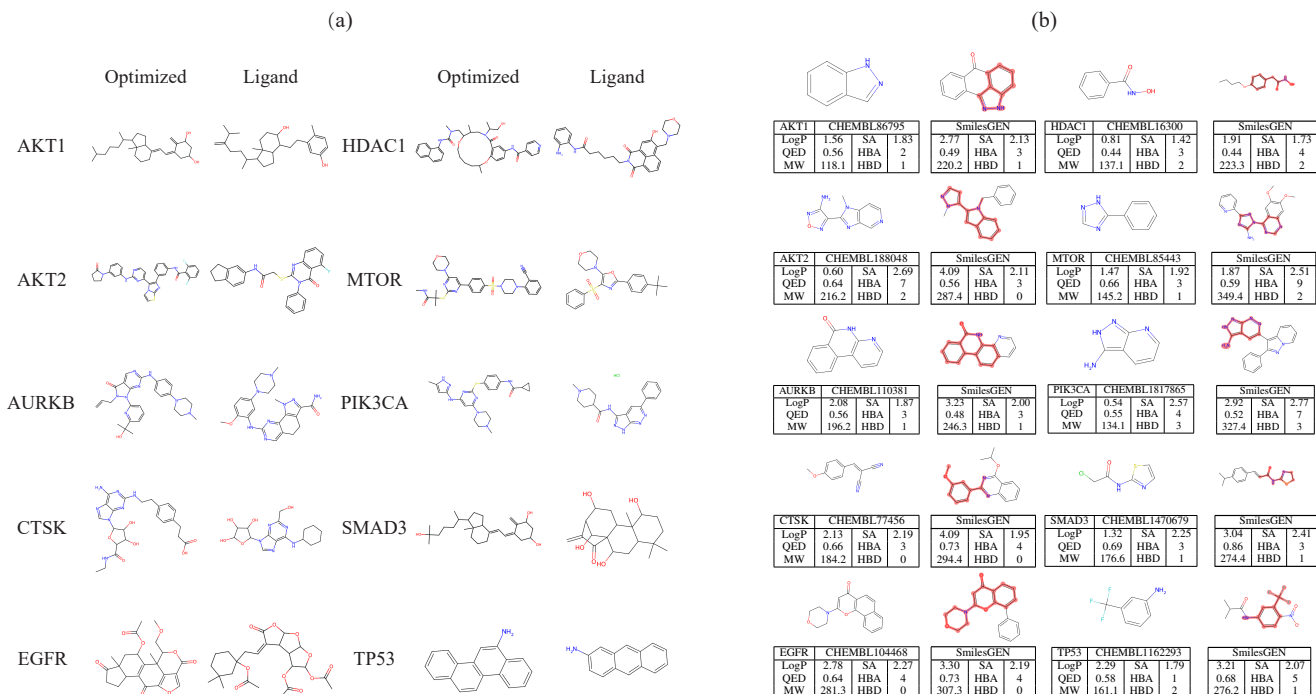 (a)
(b)
Optimized Ligand Optimized Ligand
AKT1 HDAC1
AKT2 MTOR
AURKB PIK3CA
CTSK SMAD3
EGFR TP53
AKT1 CHEMBL86795
LogP 1.56 SA 1.83
QED 0.56 HBA 2
MW 118.1 HBD 1
SmilesGEN
2.77 SA 2.13
0.49 HBA 3
220.2 HBD 1
HDAC1 CHEMBL16300
LogP 0.81 SA 1.42
QED 0.44 HBA 3
MW 137.1 HBD 2
SmilesGEN
1.91 SA 1.73
0.44 HBA 4
223.3 HBD 2
AKT2 CHEMBL188048
LogP 0.60 SA 2.69
QED 0.64 HBA 7
MW 216.2 HBD 2
SmilesGEN
4.09 SA 2.11
0.56 HBA 3
287.4 HBD 0
MTOR CHEMBL85443
LogP 1.47 SA 1.92
QED 0.66 HBA 3
MW 145.2 HBD 1
SmilesGEN
1.87 SA 2.51
0.59 HBA 9
349.4 HBD 2
AURKB CHEMBL110381
LogP 2.08 SA 1.87
QED 0.56 HBA 3
MW 196.2 HBD 1
SmilesGEN
3.23 SA 2.00
0.48 HBA 3
246.3 HBD 1
PIK3CA CHEMBL1817865
LogP 0.54 SA 2.57
QED 0.55 HBA 4
MW 134.1 HBD 3
SmilesGEN
2.92 SA 2.77
0.52 HBA 7
327.4 HBD 3
CTSK CHEMBL77456
LogP 2.13 SA 2.19
QED 0.66 HBA 3
MW 184.2 HBD 0
SmilesGEN
4.09 SA 1.95
0.73 HBA 4
294.4 HBD 0
SMAD3 CHEMBL1470679
LogP 1.32 SA 2.25
QED 0.69 HBA 3
MW 176.6 HBD 1
SmilesGEN
3.04 SA 2.41
0.86 HBA 3
274.4 HBD 1
EGFR CHEMBL104468
LogP 2.78 SA 2.27
QED 0.64 HBA 4
MW 281.3 HBD 0
SmilesGEN
3.30 SA 2.19
0.73 HBA 4
307.3 HBD 0
TP53 CHEMBL1162293
LogP 2.29 SA 1.79
QED 0.58 HBA 1
MW 161.1 HBD 2
SmilesGEN
3.21 SA 2.07
0.68 HBA 5
276.2 HBD 1